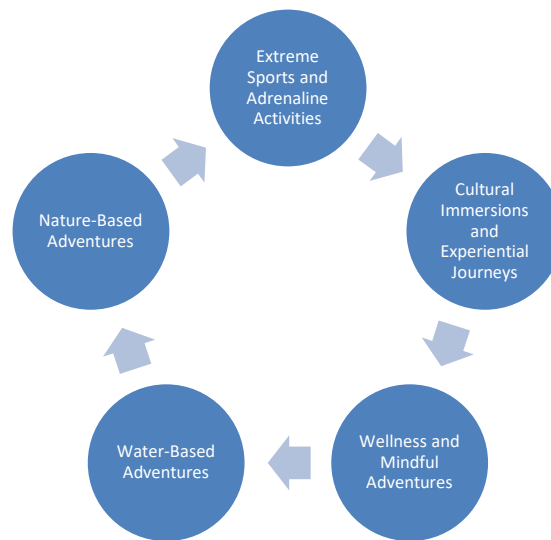 Extreme
Sports and
Adrenaline
Activities
Cultural
Immersions
and
Experiential
Journeys
Wellness and
Mindful
Adventures
Water-Based
Adventures
Nature-Based
Adventures